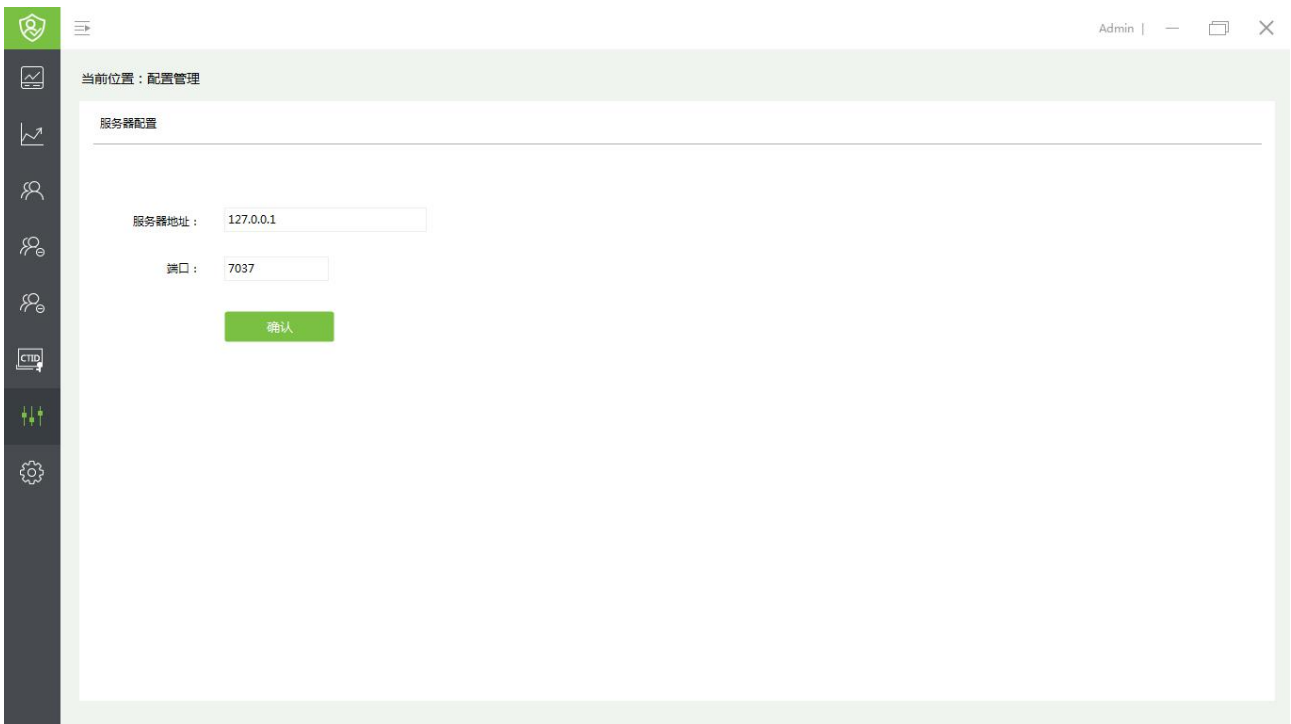 Admin |
当前位置：配置管理
服务器配置
服务器地址： 127.0.0.1
端口： 7037
确认
CTID